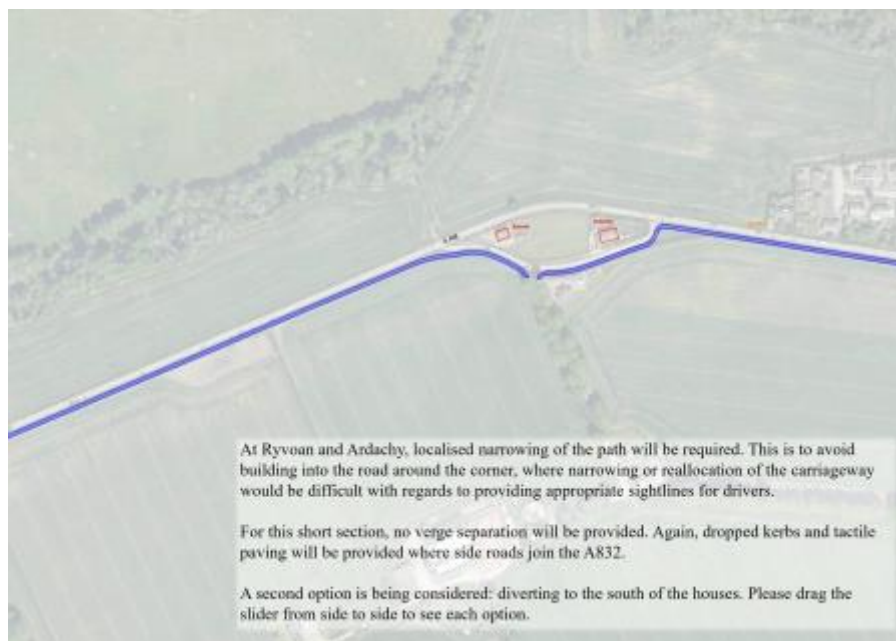 At Ryvoan and Ardachy, localised narrowing of the path will be required. This is to avoid
building into the road around the corner, where narrowing or reallocation of the carriageway
would be difficult with regards to providing appropriate sightlines for drivers.
For this short section, no verge separation will be provided. Again, dropped kerbs and tactile
paving will be provided where side roads join the A832.
A second option is being considered: diverting to the south of the houses. Please drag the
slider from side to side to see each option.